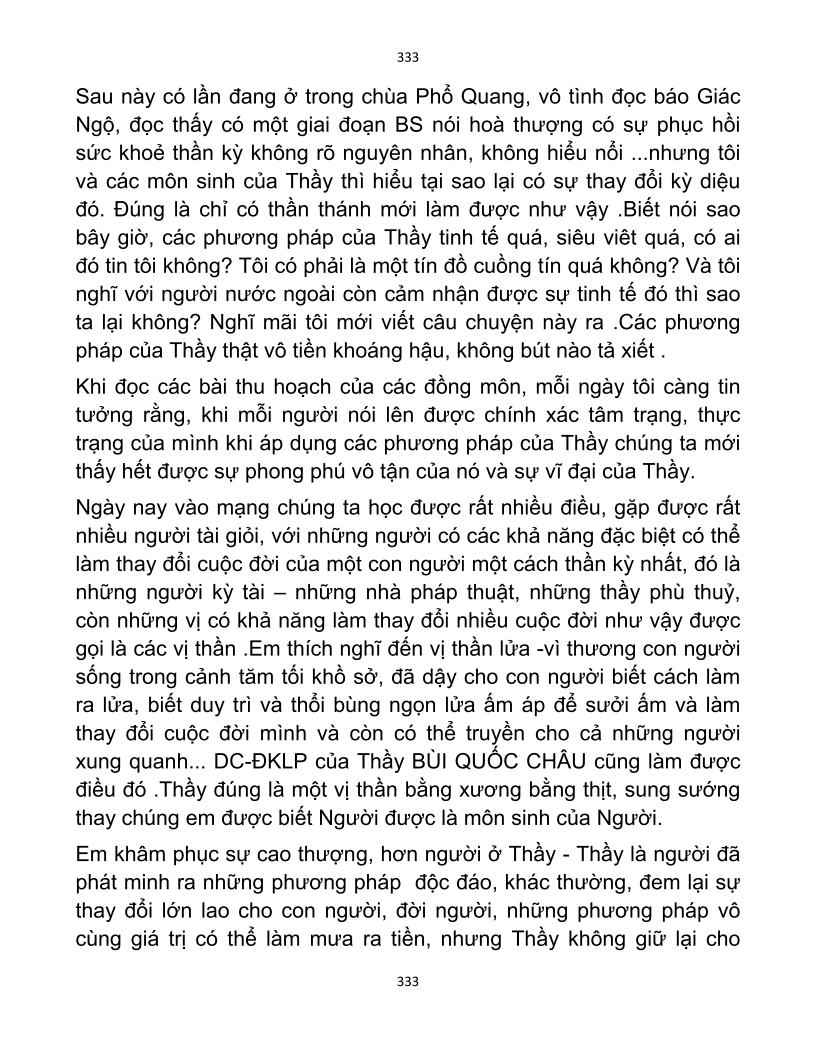 333
Sau này có lần đang ở trong chùa Phổ Quang, vô tình đọc báo Giác
Ngộ, đọc thấy có một giai đoạn BS nói hoà thượng có sự phục hồi
sức khoẻ thần kỳ không rõ nguyên nhân, không hiểu nổi ...nhưng tôi
và các môn sinh của Thầy thì hiểu tại sao lại có sự thay đổi kỳ diệu
đó. Đúng là chỉ có thần thánh mới làm được như vậy .Biết nói sao
bây giờ, các phương pháp của Thầy tinh tế quá, siêu viêt quá, có ai
đó tin tôi không? Tôi có phải là một tín đồ cuồng tín quá không? Và tôi
nghĩ với người nước ngoài còn cảm nhận được sự tinh tế đó thì sao
ta lại không? Nghĩ mãi tôi mới viết câu chuyện này ra .Các phương
pháp của Thầy thật vô tiền khoáng hậu, không bút nào tả xiết .
Khi đọc các bài thu hoạch của các đồng môn, mỗi ngày tôi càng tin
tưởng rằng, khi mỗi người nói lên được chính xác tâm trạng, thực
trạng của mình khi áp dụng các phương pháp của Thầy chúng ta mới
thấy hết được sự phong phú vô tận của nó và sự vĩ đại của Thầy.
Ngày nay vào mạng chúng ta học được rất nhiều điều, gặp được rất
nhiều người tài giỏi, với những người có các khả năng đặc biệt có thể
làm thay đổi cuộc đời của một con người một cách thần kỳ nhất, đó là
những người kỳ tài – những nhà pháp thuật, những thầy phù thuỷ,
còn những vị có khả năng làm thay đổi nhiều cuộc đời như vậy được
gọi là các vị thần .Em thích nghĩ đến vị thần lửa -vì thương con người
sống trong cảnh tăm tối khồ sở, đã dậy cho con người biết cách làm
ra lửa, biết duy trì và thổi bùng ngọn lửa ấm áp để sưởi ấm và làm
thay đổi cuộc đời mình và còn có thể truyền cho cả những người
xung quanh... DC-ĐKLP của Thầy BÙI QUỐC CHÂU cũng làm được
điều đó .Thầy đúng là một vị thần bằng xương bằng thịt, sung sướng
thay chúng em được biết Người được là môn sinh của Người.
Em khâm phục sự cao thượng, hơn người ở Thầy - Thầy là người đã
phát minh ra những phương pháp  độc đáo, khác thường, đem lại sự
thay đổi lớn lao cho con người, đời người, những phương pháp vô
cùng giá trị có thể làm mưa ra tiền, nhưng Thầy không giữ lại cho
333